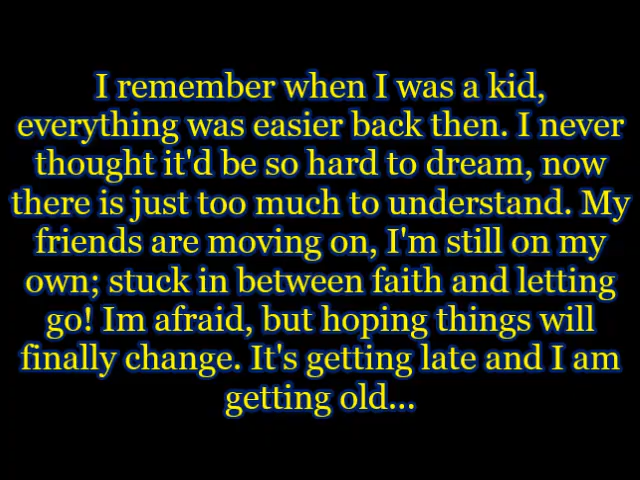 I remember when I was a kid,
everything was easier back then. I never
thought it'd be so hard to dream, now
there is just too much to understand. My
friends are moving on, I'm still on my
own; stuck in between faith and letting
go! Im afraid, but hoping things will
finally change. It's getting late and I am
getting old...